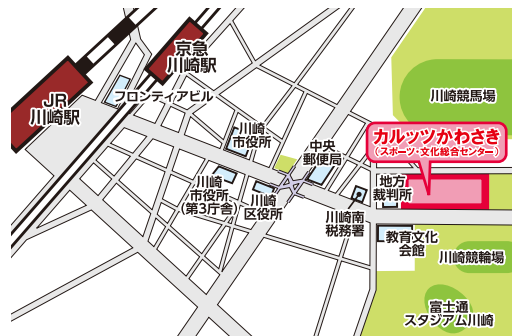 京急
川崎駅
JR
川崎駅
フロンティアビル
川崎競馬場
川崎
市役所
中央
郵便局
カルッツかわさき
(スポーツ・文化総合センター)
川崎
市役所
(第3庁舎)
川崎
区役所
地方
裁判所
川崎南
税務署
教育文化
会館
川崎競輪場
富士通
スタジアム川崎